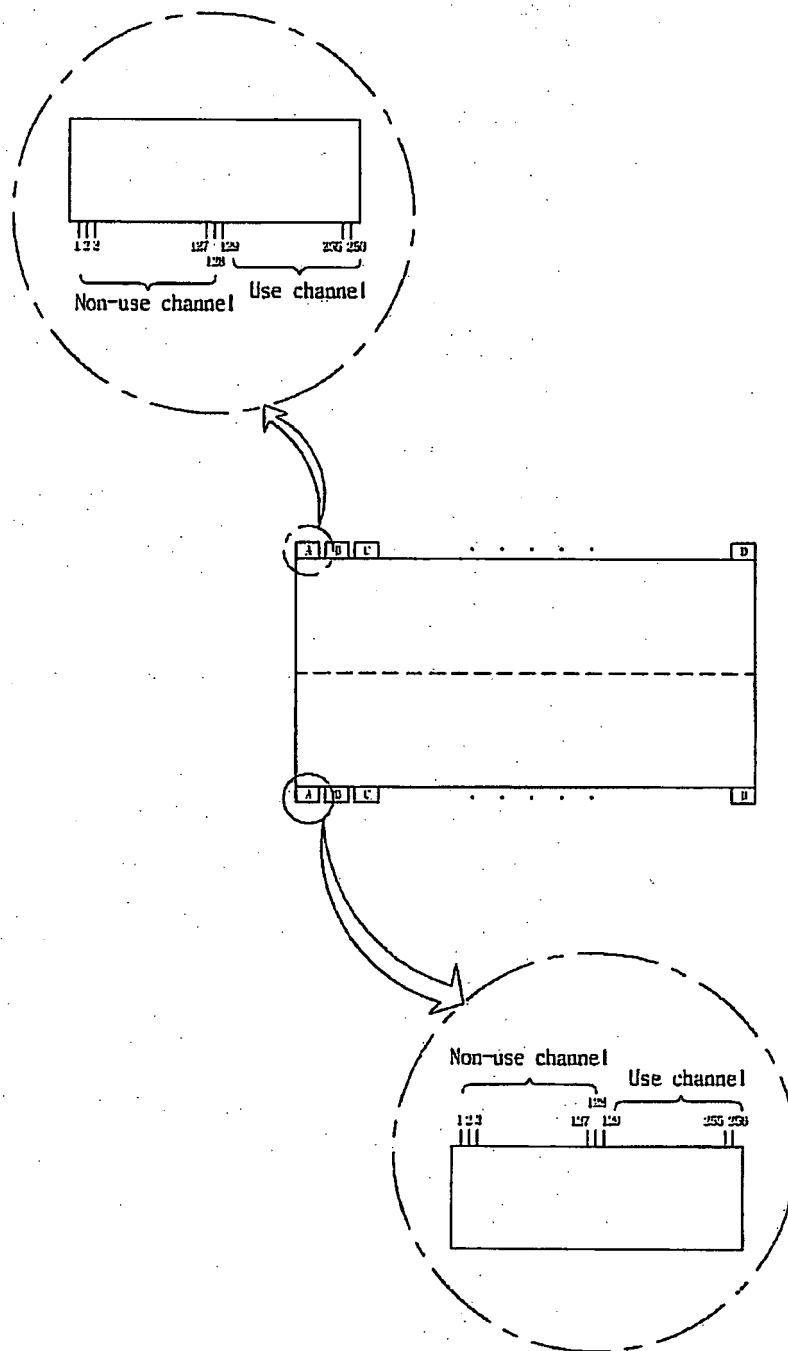 1 2 3 127 129 255 256
128
Non-use channel Use channel
A B C D
A B C D
Non-use channel
Use channel
128
1 2 3 127 129 255 256